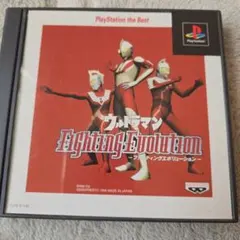 PlayStation the Best
PlayStation
ウルトラマン
Fighting Evolution
－ファイティングエボリューション－